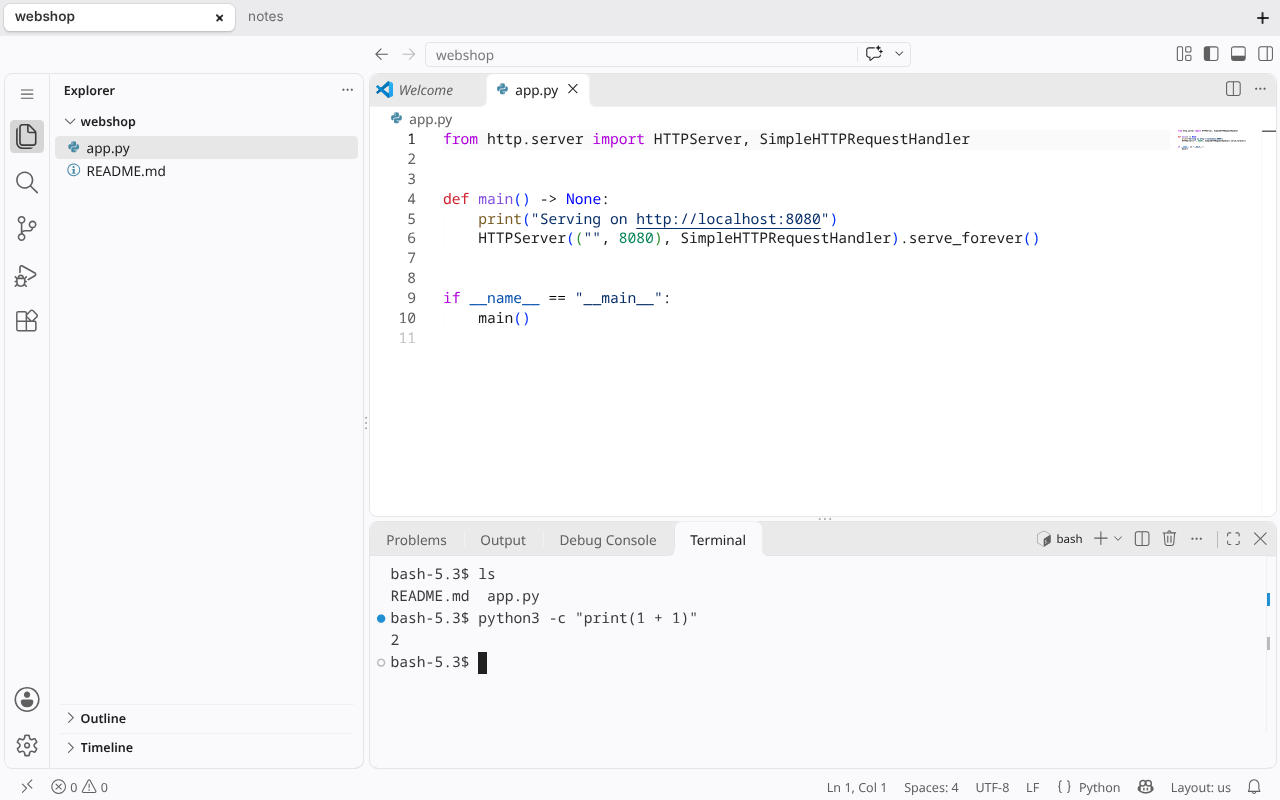 webshop
notes
webshop
Explorer
webshop
app.py
README.md
Outline
Timeline
Welcome
app.py
app.py
1 from http.server import HTTPServer, SimpleHTTPRequestHandler
2
3
4 def main() -> None:
5     print("Serving on http://localhost:8080")
6     HTTPServer(("", 8080), SimpleHTTPRequestHandler).serve_forever()
7
8
9 if __name__ == "__main__":
10     main()
11
Problems Output Debug Console Terminal
bash
bash-5.3$ ls
README.md  app.py
bash-5.3$ python3 -c "print(1 + 1)"
2
bash-5.3$
0 0
Ln 1, Col 1 Spaces: 4 UTF-8 LF { } Python Layout: us